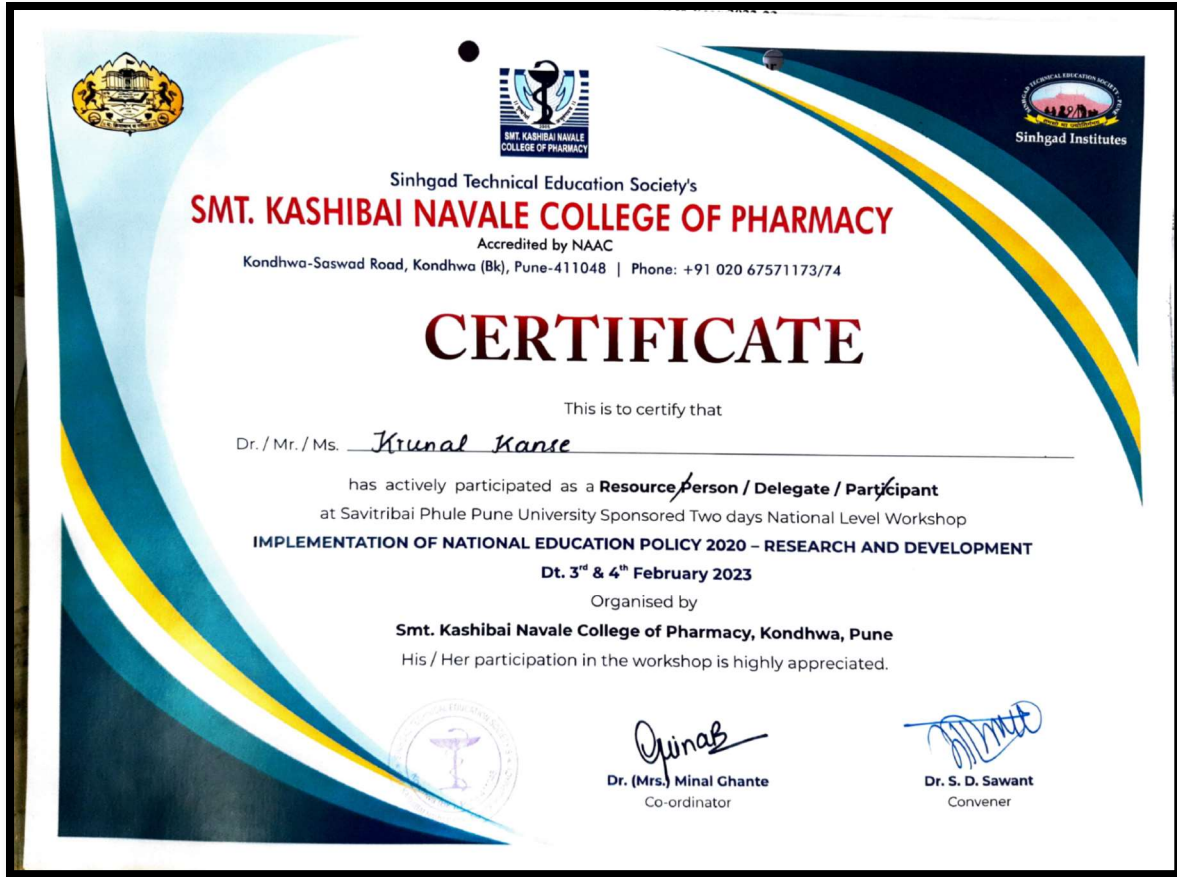 SMT. KASHIBAI NAVALE
COLLEGE OF PHARMACY
SINHGAD TECHNICAL EDUCATION SOCIETY
Sinhgad Institutes
Sinhgad Technical Education Society's
SMT. KASHIBAI NAVALE COLLEGE OF PHARMACY
Accredited by NAAC
Kondhwa-Saswad Road, Kondhwa (Bk), Pune-411048 | Phone: +91 020 67571173/74
CERTIFICATE
This is to certify that
Dr. / Mr. / Ms. Krunal Kanse
has actively participated as a Resource Person / Delegate / Participant
at Savitribai Phule Pune University Sponsored Two days National Level Workshop
IMPLEMENTATION OF NATIONAL EDUCATION POLICY 2020 – RESEARCH AND DEVELOPMENT
Dt. 3rd & 4th February 2023
Organised by
Smt. Kashibai Navale College of Pharmacy, Kondhwa, Pune
His / Her participation in the workshop is highly appreciated.
Dr. (Mrs.) Minal Ghante
Co-ordinator
Dr. S. D. Sawant
Convener